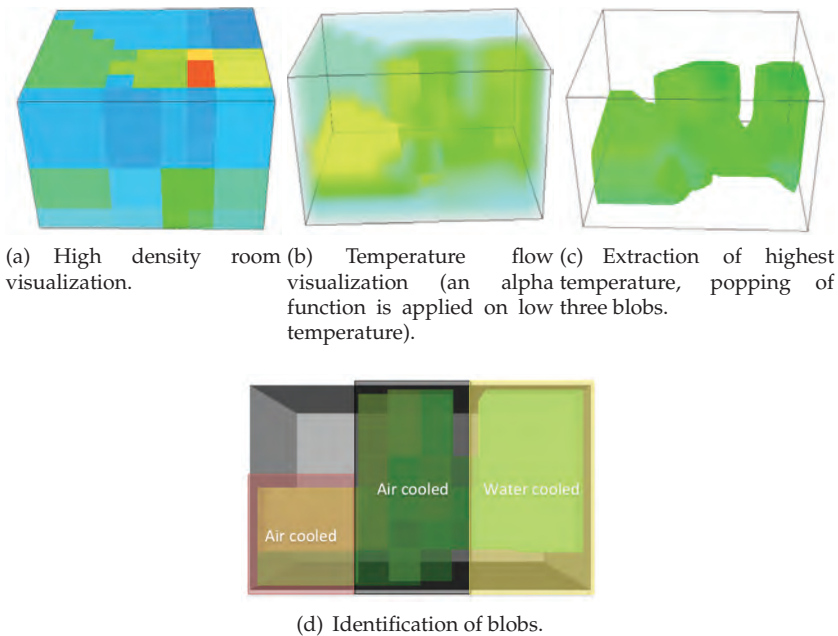 (a) High density room
visualization.
(b) Temperature flow
visualization (an alpha
function is applied on low
temperature).
(c) Extraction of highest
temperature, popping of
three blobs.
Air cooled
Air cooled
Water cooled
(d) Identification of blobs.